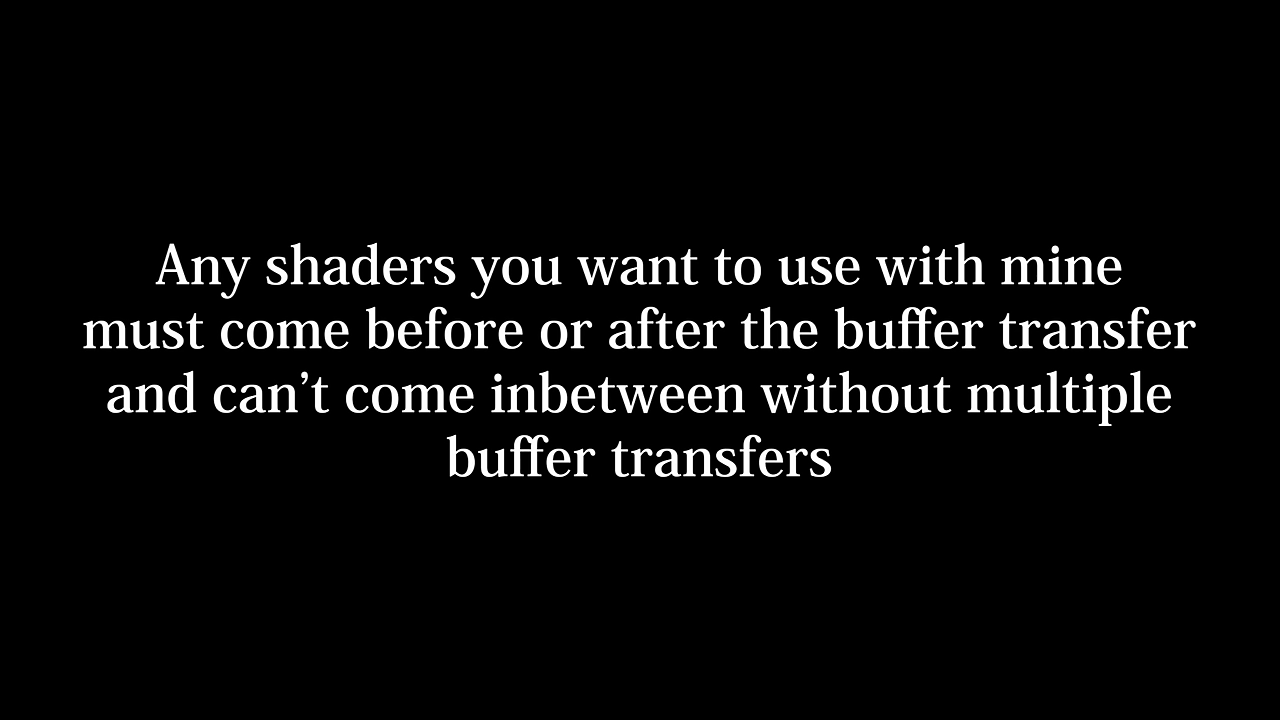 Any shaders you want to use with mine
must come before or after the buffer transfer
and can’t come inbetween without multiple
buffer transfers